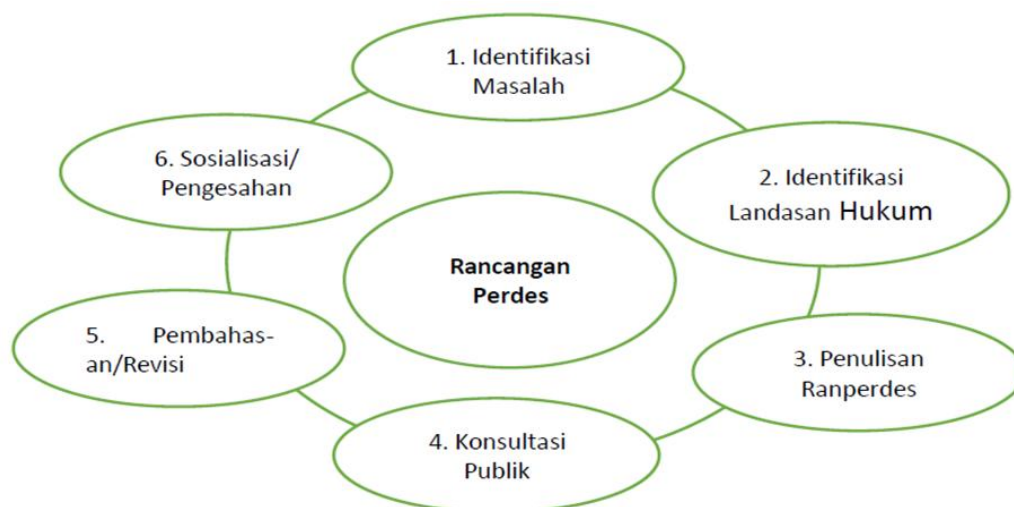 1. Identifikasi
Masalah
2. Identifikasi
Landasan Hukum
3. Penulisan
Ranperdes
4. Konsultasi
Publik
5. Pembahas-
an/Revisi
6. Sosialisasi/
Pengesahan
Rancangan
Perdes